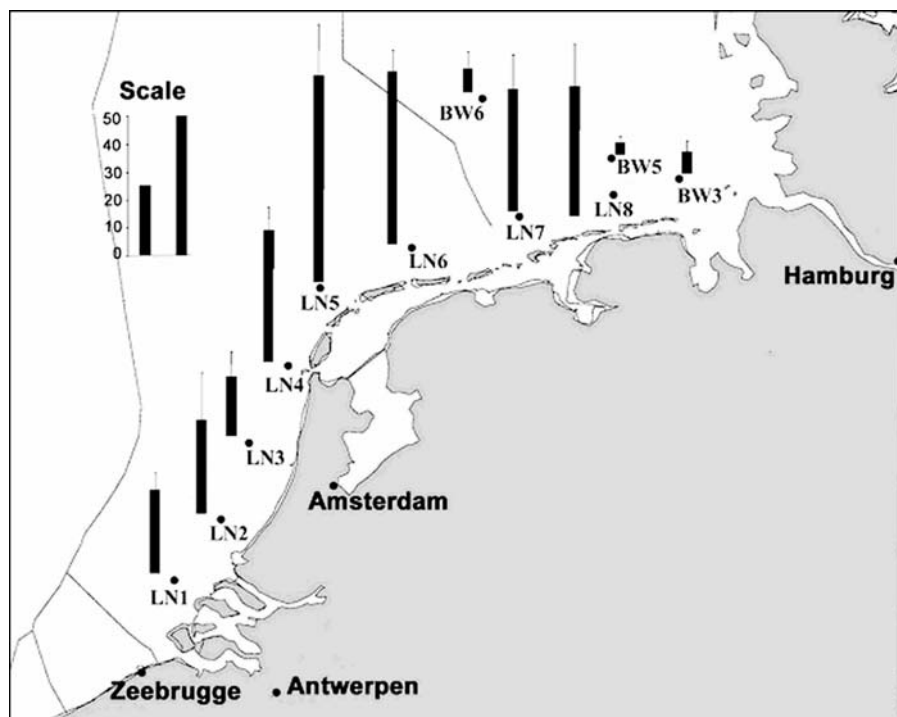 Scale
50
40
30
20
10
0
BW6
BW5
BW3
LN8
LN7
LN6
LN5
LN4
LN3
LN2
LN1
Hamburg
Amsterdam
Zeebrugge
Antwerpen